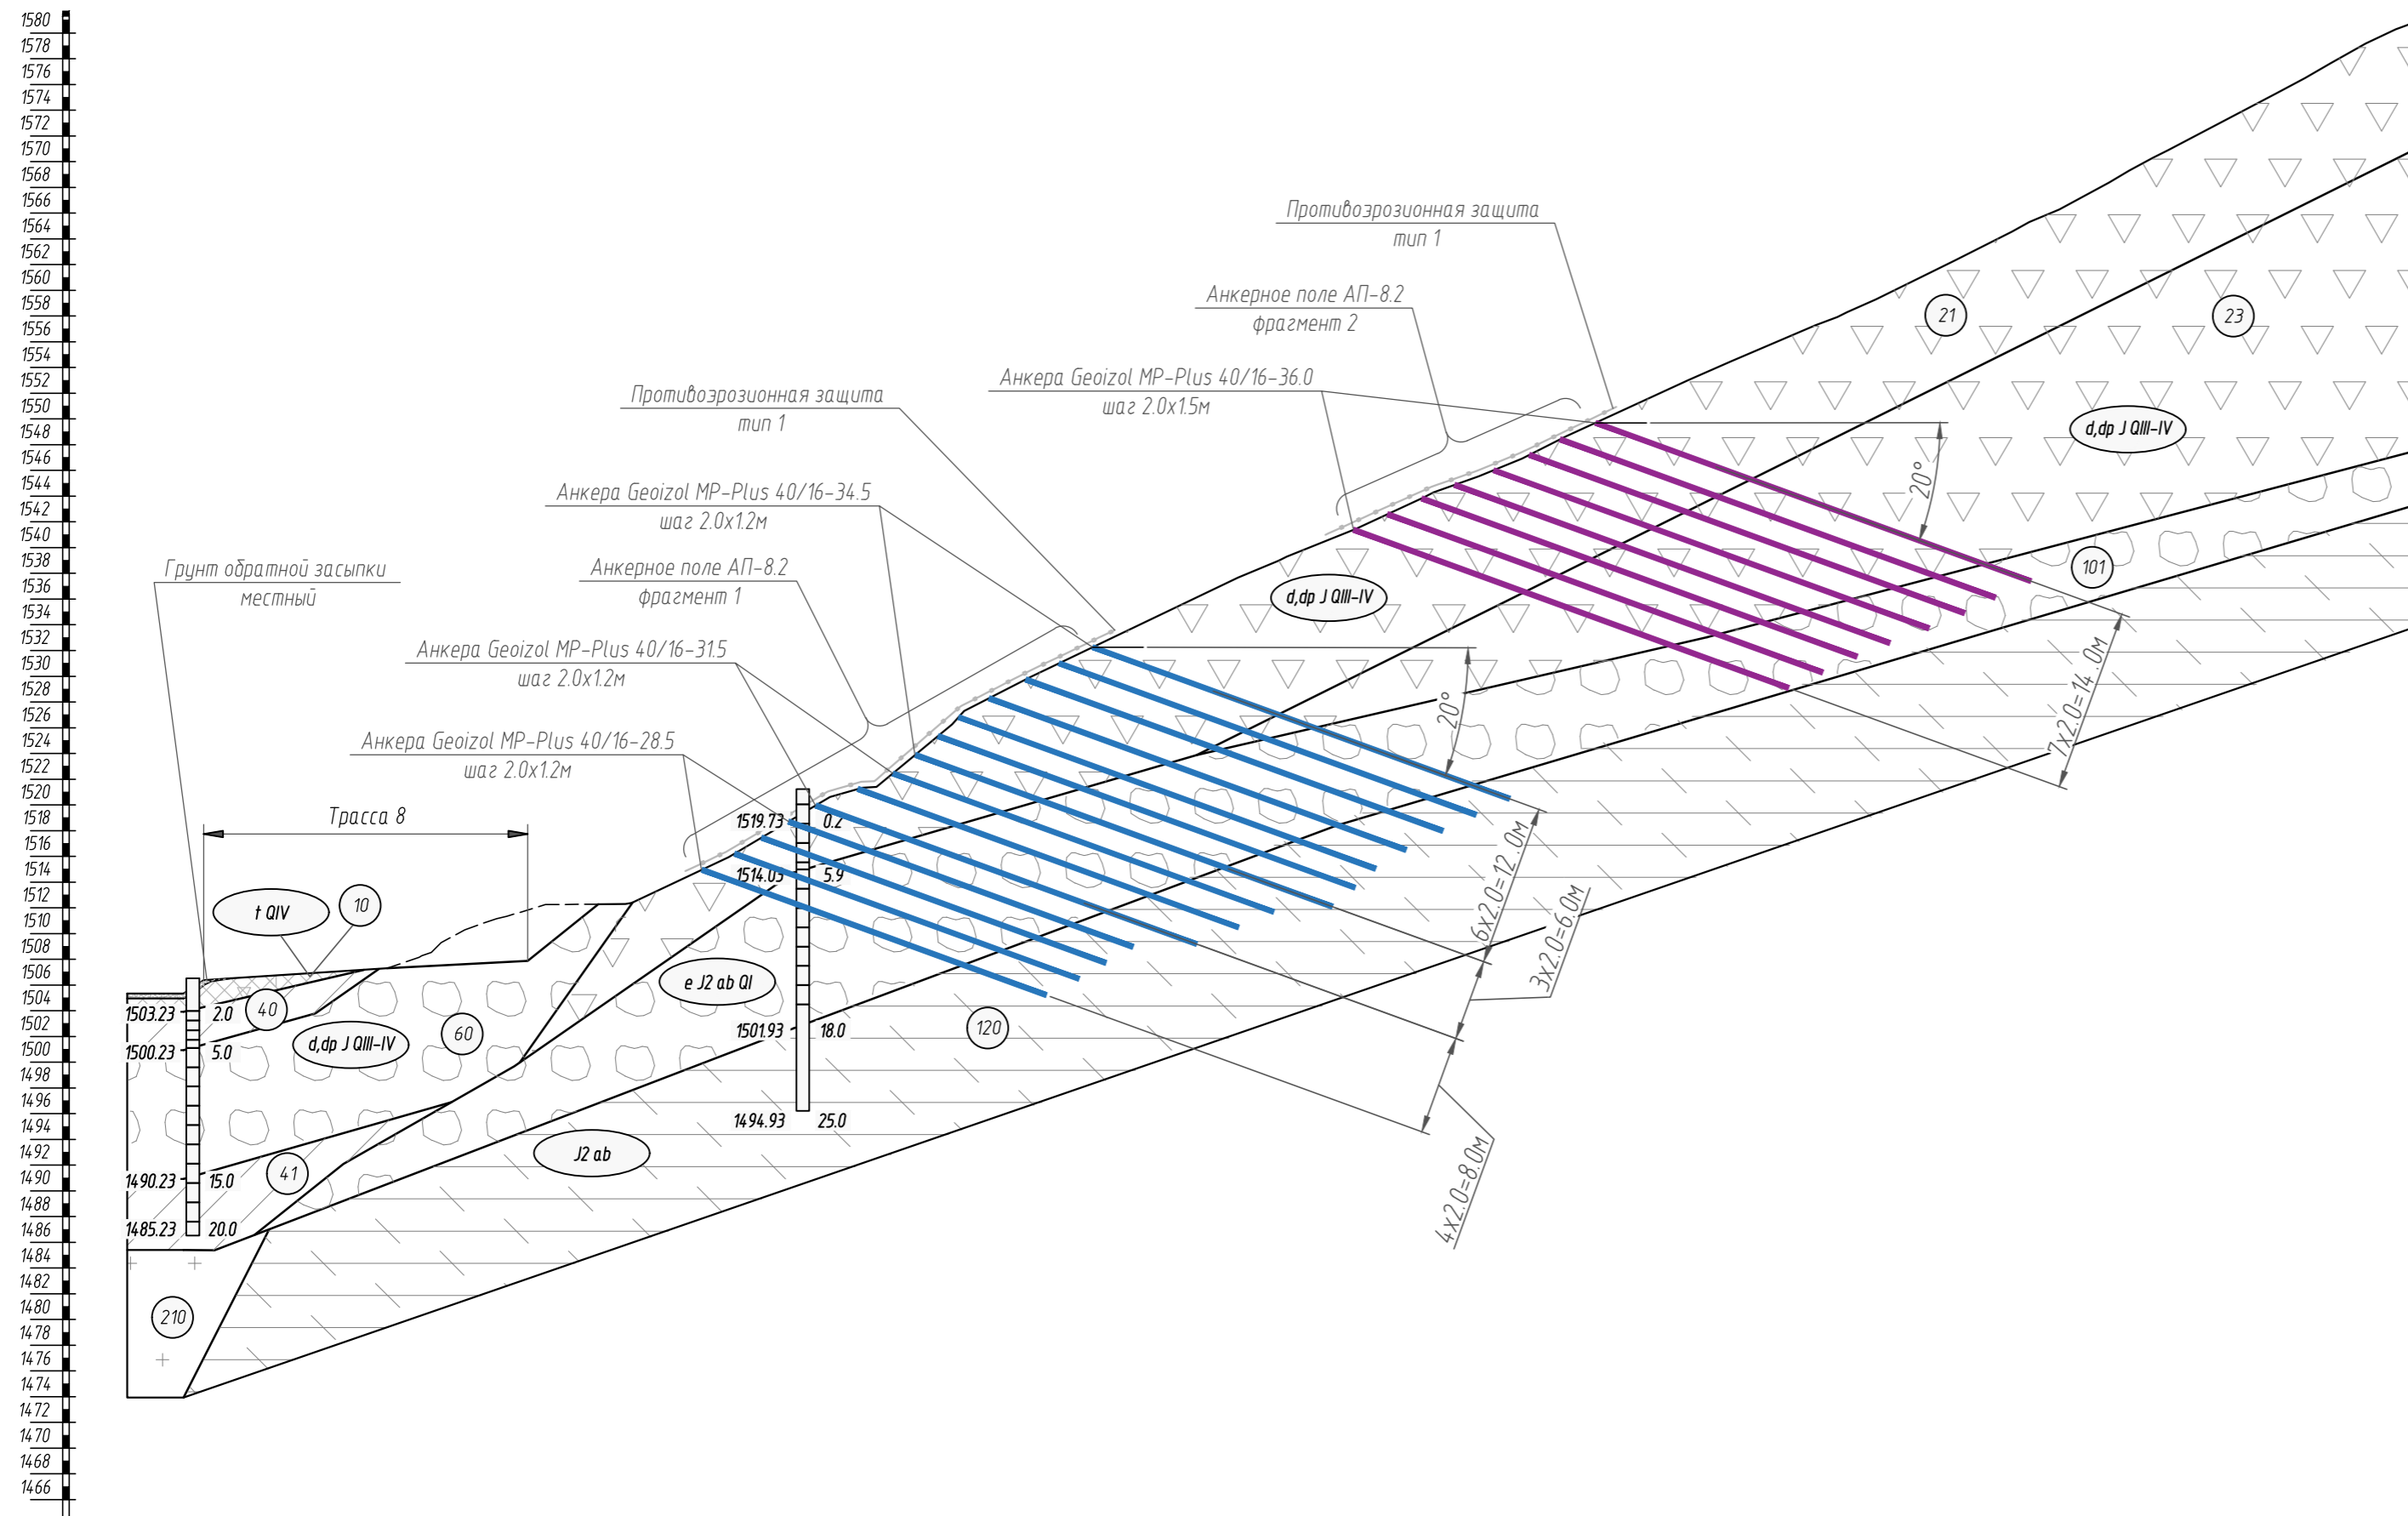 1580
1578
1576
1574
1572
1570
1568
1566
1564
1562
1560
1558
1556
1554
1552
1550
1548
1546
1544
1542
1540
1538
1536
1534
1532
1530
1528
1526
1524
1522
1520
1518
1516
1514
1512
1510
1508
1506
1504
1502
1500
1498
1496
1494
1492
1490
1488
1486
1484
1482
1480
1478
1476
1474
1472
1470
1468
1466
Противоэрозионная защита
тип 1
Анкерное поле АП-8.2
фрагмент 2
Анкера Geoizol MP-Plus 40/16-36.0
шаг 2.0х1.5м
Противоэрозионная защита
тип 1
Анкера Geoizol MP-Plus 40/16-34.5
шаг 2.0х1.2м
Анкерное поле АП-8.2
фрагмент 1
Анкера Geoizol MP-Plus 40/16-31.5
шаг 2.0х1.2м
Анкера Geoizol MP-Plus 40/16-28.5
шаг 2.0х1.2м
Грунт обратной засыпки
местный
Трасса 8
21
23
d,dp J QIII-IV
20°
101
d,dp J QIII-IV
7х2.0=14.0м
20°
6х2.0=12.0м
3х2.0=6.0м
4х2.0=8.0м
1519.73
0.2
1514.03
5.9
1501.93
18.0
1494.93
25.0
t QIV
10
e J2 ab QI
120
40
60
d,dp J QIII-IV
1503.23
2.0
1500.23
5.0
1490.23
15.0
1485.23
20.0
41
J2 ab
210